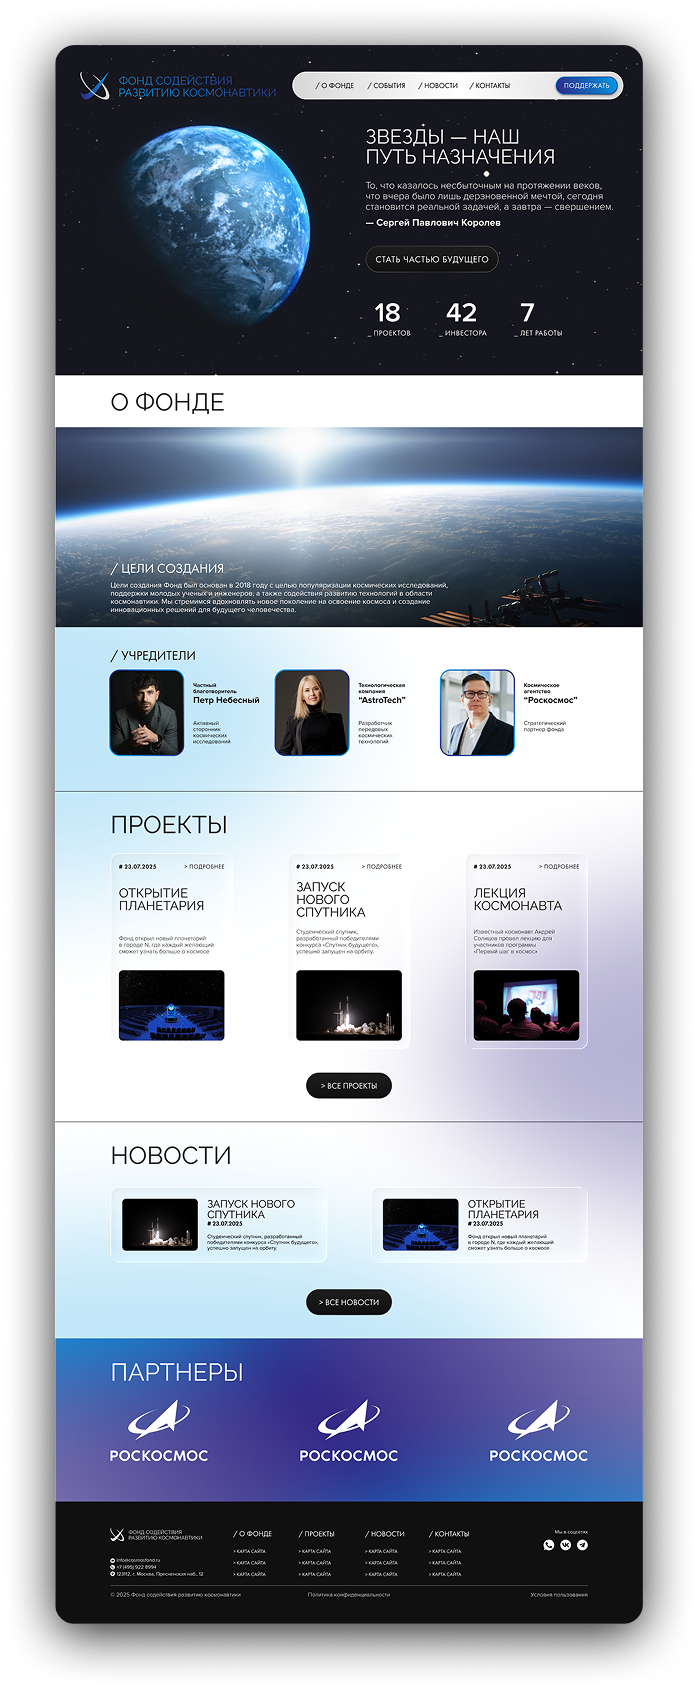 ФОНД СОДЕЙСТВИЯ
РАЗВИТИЮ КОСМОНАВТИКИ
/ О ФОНДЕ / СОБЫТИЯ / НОВОСТИ / КОНТАКТЫ
ПОДДЕРЖАТЬ
ЗВЕЗДЫ — НАШ
ПУТЬ НАЗНАЧЕНИЯ
То, что казалось несбыточным на протяжении веков,
что вчера было лишь дерзновенной мечтой, сегодня
становится реальной задачей, а завтра — свершением.
— Сергей Павлович Королев
СТАТЬ ЧАСТЬЮ БУДУЩЕГО
18
_ ПРОЕКТОВ
42
_ ИНВЕСТОРА
7
_ ЛЕТ РАБОТЫ
О ФОНДЕ
/ ЦЕЛИ СОЗДАНИЯ
Цели создания Фонд был основан в 2018 году с целью популяризации космических исследований,
поддержки молодых ученых и инженеров, а также содействия развитию технологий в области
космонавтики. Мы стремимся вдохновлять новое поколение на освоение космоса и создание
инновационных решений для будущего человечества.
/ УЧРЕДИТЕЛИ
Частный
благотворитель
Петр Небесный
Активный
сторонник
космических
исследований
Технологическая
компания
“AstroTech”
Разработчик
передовых
космических
технологий
Космическое
агентство
“Роскосмос”
Стратегический
партнер фонда
ПРОЕКТЫ
# 23.07.2025 > ПОДРОБНЕЕ
ОТКРЫТИЕ
ПЛАНЕТАРИЯ
Фонд открыл новый планетарий
в городе N, где каждый желающий
сможет узнать больше о космосе
# 23.07.2025 > ПОДРОБНЕЕ
ЗАПУСК
НОВОГО
СПУТНИКА
Студенческий спутник,
разработанный победителями
конкурса «Спутник будущего»,
успешно запущен на орбиту.
# 23.07.2025 > ПОДРОБНЕЕ
ЛЕКЦИЯ
КОСМОНАВТА
Известный космонавт Андрей
Солнцев провел лекцию для
участников программы
«Первый шаг в космос»
> ВСЕ ПРОЕКТЫ
НОВОСТИ
ЗАПУСК НОВОГО
СПУТНИКА
# 23.07.2025
Студенческий спутник, разработанный
победителями конкурса «Спутник будущего»,
успешно запущен на орбиту.
ОТКРЫТИЕ
ПЛАНЕТАРИЯ
# 23.07.2025
Фонд открыл новый планетарий
в городе N, где каждый желающий
сможет узнать больше о космосе
> ВСЕ НОВОСТИ
ПАРТНЕРЫ
РОСКОСМОС
РОСКОСМОС
РОСКОСМОС
ФОНД СОДЕЙСТВИЯ
РАЗВИТИЮ КОСМОНАВТИКИ
info@cosmosfond.ru
+7 (495) 922 8994
123112, г. Москва, Пресненская наб., 12
/ О ФОНДЕ
> КАРТА САЙТА
> КАРТА САЙТА
> КАРТА САЙТА
/ ПРОЕКТЫ
> КАРТА САЙТА
> КАРТА САЙТА
> КАРТА САЙТА
/ НОВОСТИ
> КАРТА САЙТА
> КАРТА САЙТА
> КАРТА САЙТА
/ КОНТАКТЫ
> КАРТА САЙТА
> КАРТА САЙТА
> КАРТА САЙТА
Мы в соцсетях
© 2025 Фонд содействия развитию космонавтики
Политика конфиденциальности
Условия пользования